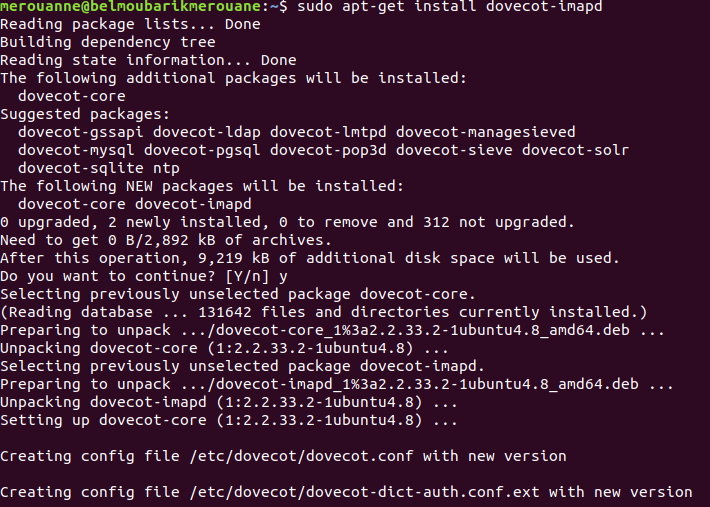 merouanne@belmoubarikmerouane:~$ sudo apt-get install dovecot-imapd
Reading package lists... Done
Building dependency tree
Reading state information... Done
The following additional packages will be installed:
  dovecot-core
Suggested packages:
  dovecot-gssapi dovecot-ldap dovecot-lmtpd dovecot-managesieved
  dovecot-mysql dovecot-pgsql dovecot-pop3d dovecot-sieve dovecot-solr
  dovecot-sqlite ntp
The following NEW packages will be installed:
  dovecot-core dovecot-imapd
0 upgraded, 2 newly installed, 0 to remove and 312 not upgraded.
Need to get 0 B/2,892 kB of archives.
After this operation, 9,219 kB of additional disk space will be used.
Do you want to continue? [Y/n] y
Selecting previously unselected package dovecot-core.
(Reading database ... 131642 files and directories currently installed.)
Preparing to unpack .../dovecot-core_1%3a2.2.33.2-1ubuntu4.8_amd64.deb ...
Unpacking dovecot-core (1:2.2.33.2-1ubuntu4.8) ...
Selecting previously unselected package dovecot-imapd.
Preparing to unpack .../dovecot-imapd_1%3a2.2.33.2-1ubuntu4.8_amd64.deb ...
Unpacking dovecot-imapd (1:2.2.33.2-1ubuntu4.8) ...
Setting up dovecot-core (1:2.2.33.2-1ubuntu4.8) ...

Creating config file /etc/dovecot/dovecot.conf with new version

Creating config file /etc/dovecot/dovecot-dict-auth.conf.ext with new version